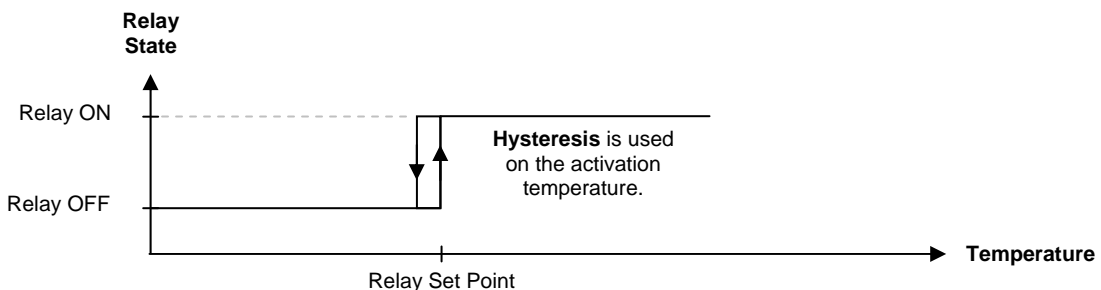 Relay
State
Relay ON
Hysteresis is used
on the activation
temperature.
Relay OFF
Temperature
Relay Set Point